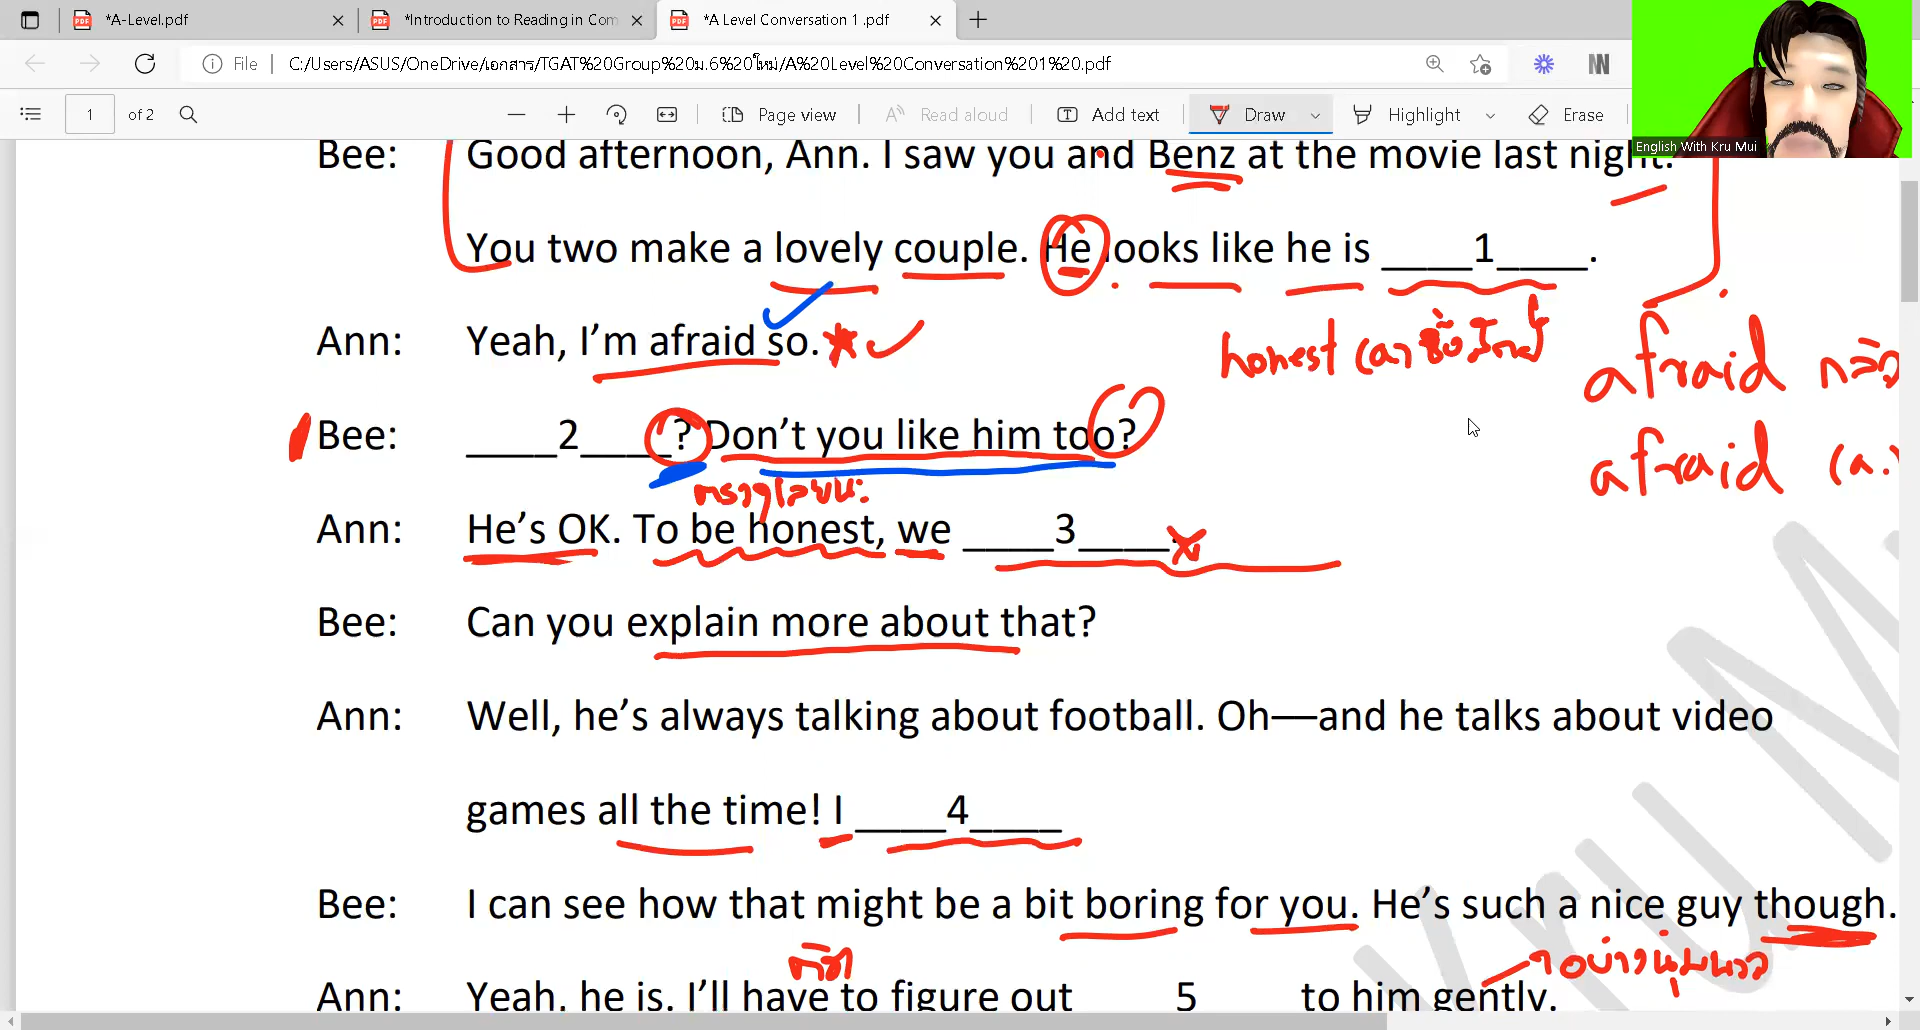 *A-Level.pdf
*Introduction to Reading in Com
*A Level Conversation 1 .pdf
File
C:/Users/ASUS/OneDrive/เอกสาร/TGAT%20Group%20ม.6%20ใหม่/A%20Level%20Conversation%201%20.pdf
1 of 2
Page view
Read aloud
Add text
Draw
Highlight
Erase
English With Kru Mui
Bee: Good afternoon, Ann. I saw you and Benz at the movie last night.
You two make a lovely couple. He looks like he is ____1____.
Ann: Yeah, I’m afraid so.
honest
afraid
Bee: ____2____? Don’t you like him too?
afraid (a.)
Ann: He’s OK. To be honest, we ____3____.
Bee: Can you explain more about that?
Ann: Well, he’s always talking about football. Oh—and he talks about video
games all the time! I ____4____
Bee: I can see how that might be a bit boring for you. He’s such a nice guy though.
Ann: Yeah, he is. I’ll have to figure out ____5____ to him gently.
Kru M